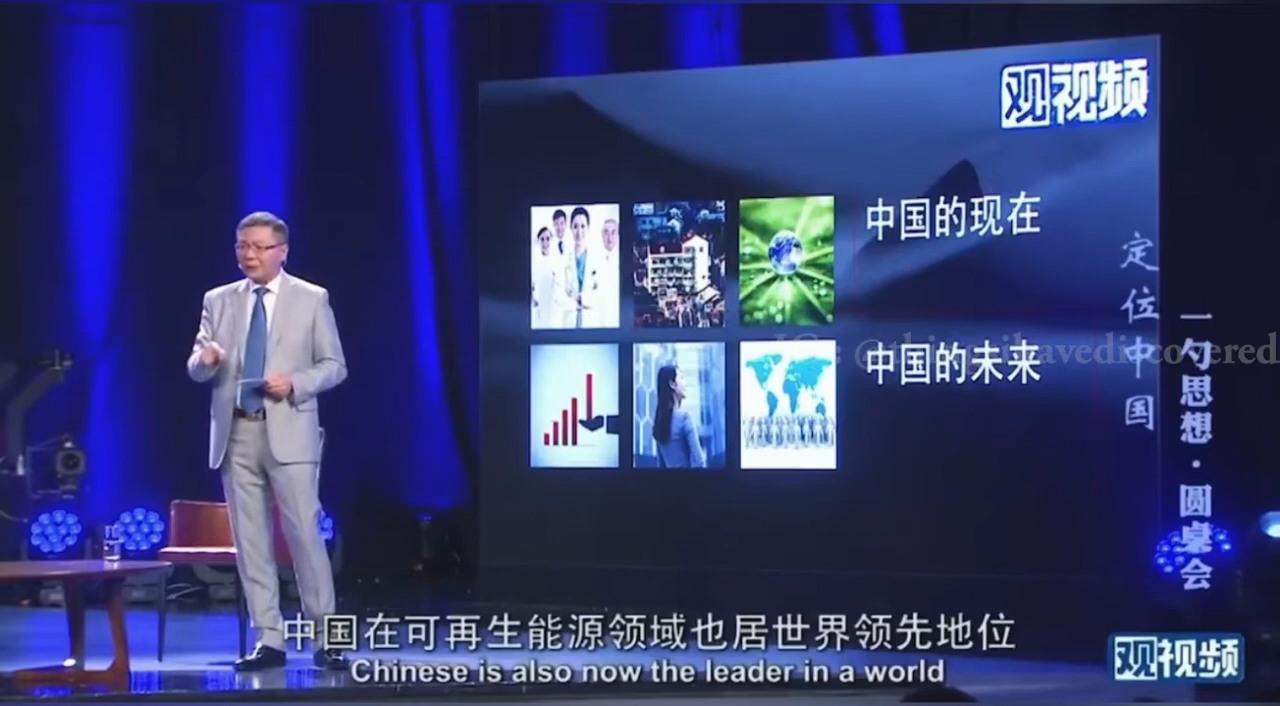 观视频
中国的现在
中国的未来
定位中国
一勺思想·圆桌会
中国在可再生能源领域也居世界领先地位
Chinese is also now the leader in a world
观视频